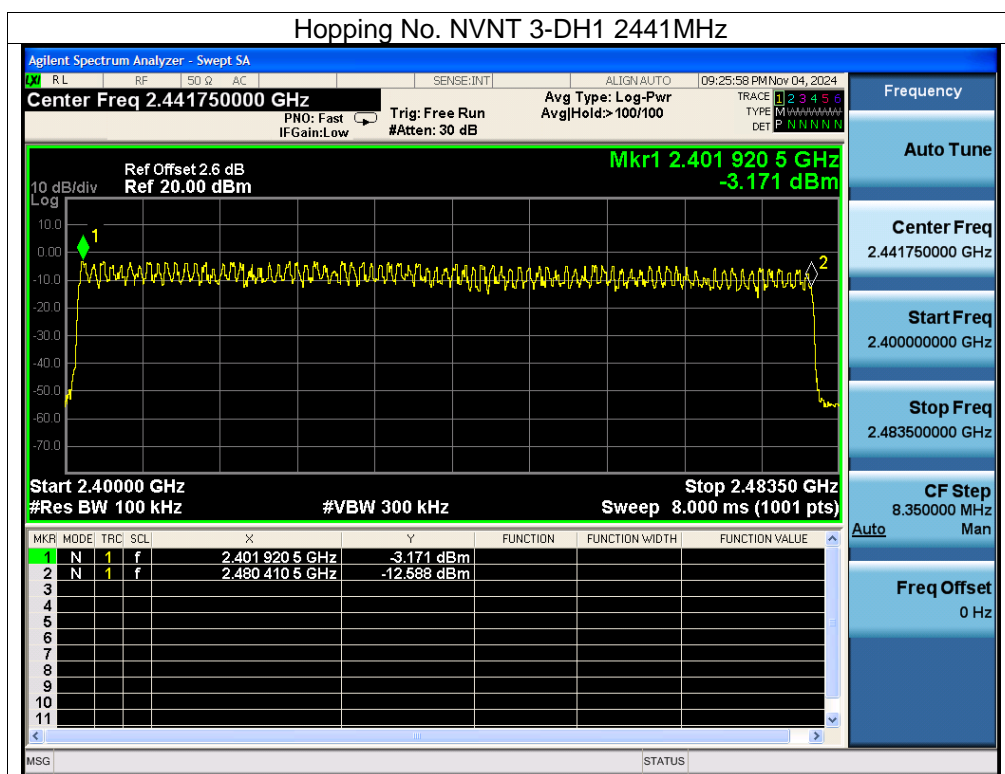 Hopping No. NVNT 3-DH1 2441MHz
Agilent Spectrum Analyzer - Swept SA
LXI RL RF 50 Ω AC SENSE:INT ALIGN AUTO 09:25:58 PM Nov 04, 2024
Center Freq 2.441750000 GHz
PNO: Fast
IFGain:Low
Trig: Free Run
#Atten: 30 dB
Avg Type: Log-Pwr
Avg|Hold:>100/100
TRACE 1 2 3 4 5 6
TYPE M
DET P N N N N N
Mkr1 2.401 920 5 GHz
-3.171 dBm
Ref Offset 2.6 dB
10 dB/div Ref 20.00 dBm
Log
10.0
0.00
-10.0
-20.0
-30.0
-40.0
-50.0
-60.0
-70.0
1
2
Start 2.40000 GHz Stop 2.48350 GHz
#Res BW 100 kHz #VBW 300 kHz Sweep 8.000 ms (1001 pts)
MKR MODE TRC SCL X Y FUNCTION FUNCTION WIDTH FUNCTION VALUE
1 N 1 f 2.401 920 5 GHz -3.171 dBm
2 N 1 f 2.480 410 5 GHz -12.588 dBm
3
4
5
6
7
8
9
10
11
MSG STATUS
Frequency
Auto Tune
Center Freq
2.441750000 GHz
Start Freq
2.400000000 GHz
Stop Freq
2.483500000 GHz
CF Step
8.350000 MHz
Auto Man
Freq Offset
0 Hz